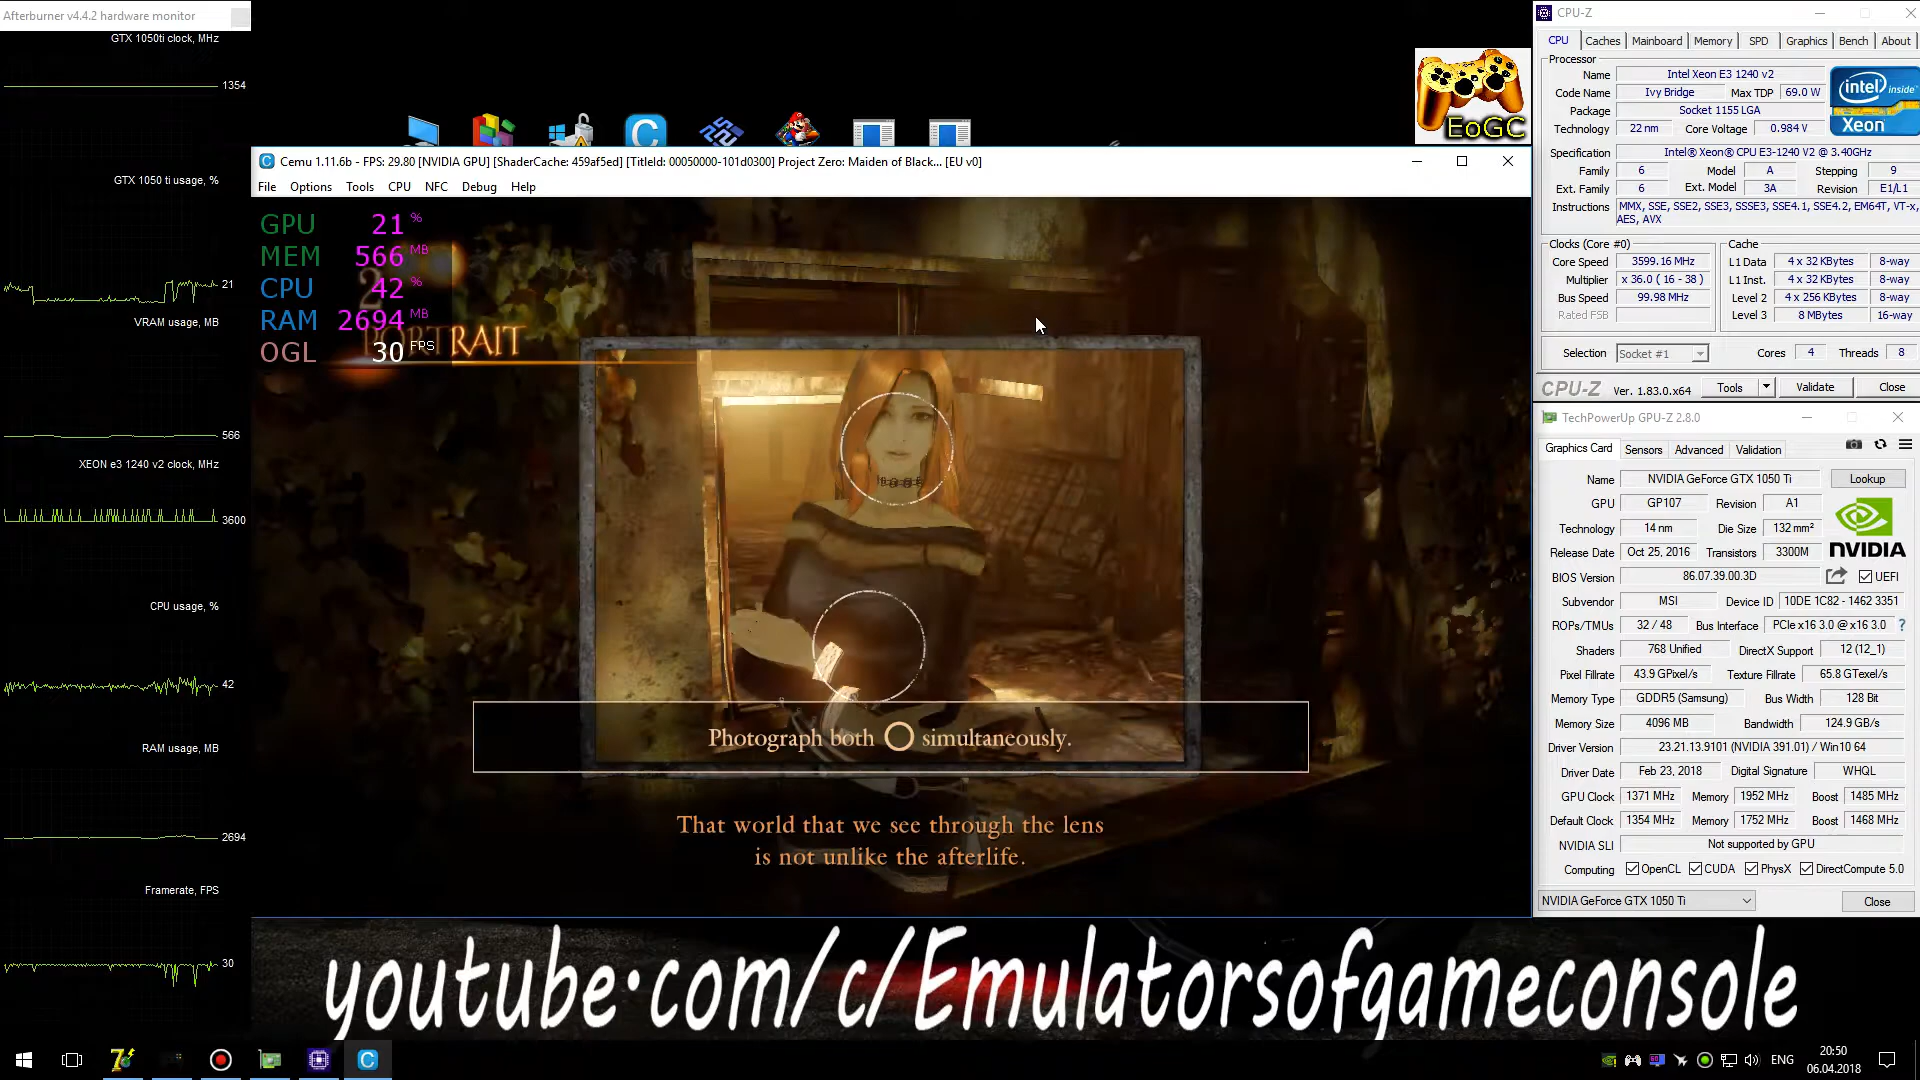 Afterburner v4.4.2 hardware monitor
GTX 1050ti clock, MHz
1354
GTX 1050 ti usage, %
21
VRAM usage, MB
566
XEON e3 1240 v2 clock, MHz
3600
CPU usage, %
42
RAM usage, MB
2694
Framerate, FPS
30
EoGC
Cemu 1.11.6b - FPS: 29.80 [NVIDIA GPU] [ShaderCache: 459af5ed] [TitleId: 00050000-101d0300] Project Zero: Maiden of Black... [EU v0]
File Options Tools CPU NFC Debug Help
GPU 21 %
MEM 566 MB
CPU 42 %
RAM 2694 MB
OGL 30 FPS
2
PORTRAIT
Photograph both simultaneously.
That world that we see through the lens
is not unlike the afterlife.
youtube.com/c/Emulatorsofgameconsole
CPU-Z
CPU Caches Mainboard Memory SPD Graphics Bench About
Processor
Name Intel Xeon E3 1240 v2
Code Name Ivy Bridge Max TDP 69.0 W
Package Socket 1155 LGA
Technology 22 nm Core Voltage 0.984 V
intel inside
Xeon
Specification Intel® Xeon® CPU E3-1240 V2 @ 3.40GHz
Family 6 Model A Stepping 9
Ext. Family 6 Ext. Model 3A Revision E1/L1
Instructions MMX, SSE, SSE2, SSE3, SSSE3, SSE4.1, SSE4.2, EM64T, VT-x,
AES, AVX
Clocks (Core #0)
Core Speed 3599.16 MHz
Multiplier x 36.0 ( 16 - 38 )
Bus Speed 99.98 MHz
Rated FSB
Cache
L1 Data 4 x 32 KBytes 8-way
L1 Inst. 4 x 32 KBytes 8-way
Level 2 4 x 256 KBytes 8-way
Level 3 8 MBytes 16-way
Selection Socket #1 Cores 4 Threads 8
CPU-Z Ver. 1.83.0.x64 Tools Validate Close
TechPowerUp GPU-Z 2.8.0
Graphics Card Sensors Advanced Validation
Name NVIDIA GeForce GTX 1050 Ti Lookup
GPU GP107 Revision A1
Technology 14 nm Die Size 132 mm²
Release Date Oct 25, 2016 Transistors 3300M
NVIDIA
BIOS Version 86.07.39.00.3D UEFI
Subvendor MSI Device ID 10DE 1C82 - 1462 3351
ROPs/TMUs 32 / 48 Bus Interface PCIe x16 3.0 @ x16 3.0 ?
Shaders 768 Unified DirectX Support 12 (12_1)
Pixel Fillrate 43.9 GPixel/s Texture Fillrate 65.8 GTexel/s
Memory Type GDDR5 (Samsung) Bus Width 128 Bit
Memory Size 4096 MB Bandwidth 124.9 GB/s
Driver Version 23.21.13.9101 (NVIDIA 391.01) / Win10 64
Driver Date Feb 23, 2018 Digital Signature WHQL
GPU Clock 1371 MHz Memory 1952 MHz Boost 1485 MHz
Default Clock 1354 MHz Memory 1752 MHz Boost 1468 MHz
NVIDIA SLI Not supported by GPU
Computing OpenCL CUDA PhysX DirectCompute 5.0
NVIDIA GeForce GTX 1050 Ti Close
ENG
20:50
06.04.2018